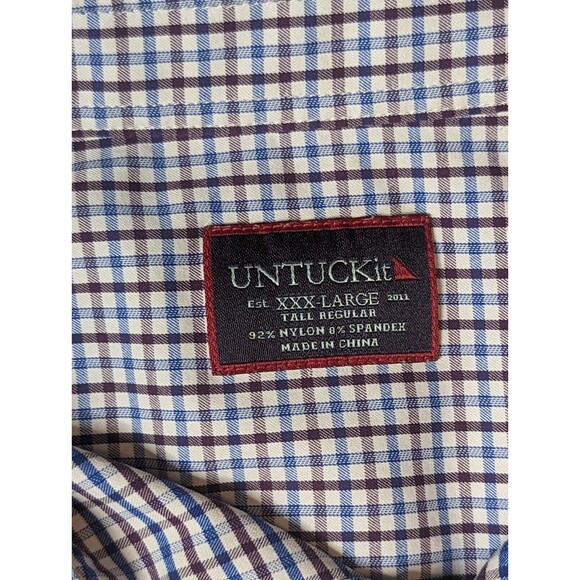 UNTUCKit
Est. XXX-LARGE 2011
TALL REGULAR
92% NYLON 8% SPANDEX
MADE IN CHINA